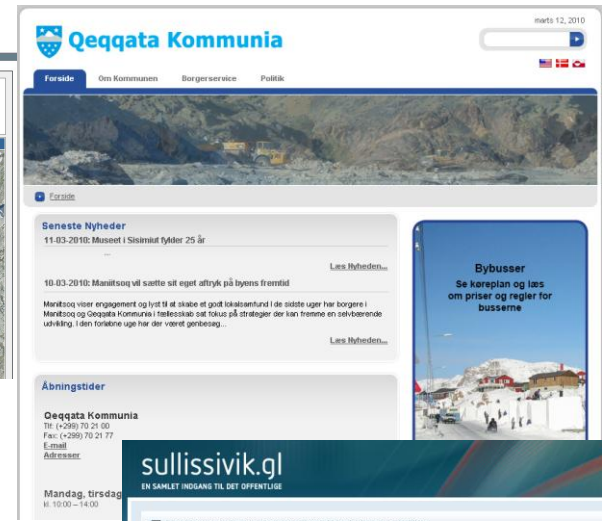 marts 12, 2010
Qeqqata Kommunia
Forside Om Kommunen Borgerservice Politik
Forside
Seneste Nyheder
11-03-2010: Museet i Sisimiut fylder 25 år
...
Læs Nyheden...
10-03-2010: Maniitsoq vil sætte sit eget aftryk på byens fremtid
Maniitsoq viser engagement og lyst til at skabe et godt lokalsamfund I de sidste uger har borgere i
Maniitsoq og Qeqqata Kommunia i fællesskab sat fokus på strategier der kan fremme en selvbærende
udvikling. I den forløbne uge har der været genbesøg...
Læs Nyheden...
Bybusser
Se køreplan og læs
om priser og regler for
busserne
Åbningstider
Qeqqata Kommunia
Tlf: (+299) 70 21 00
Fax: (+299) 70 21 77
E-mail
Adresser
Mandag, tirsdag
kl. 10:00 – 14:00
sullissivik.gl
EN SAMLET INDGANG TIL DET OFFENTLIGE